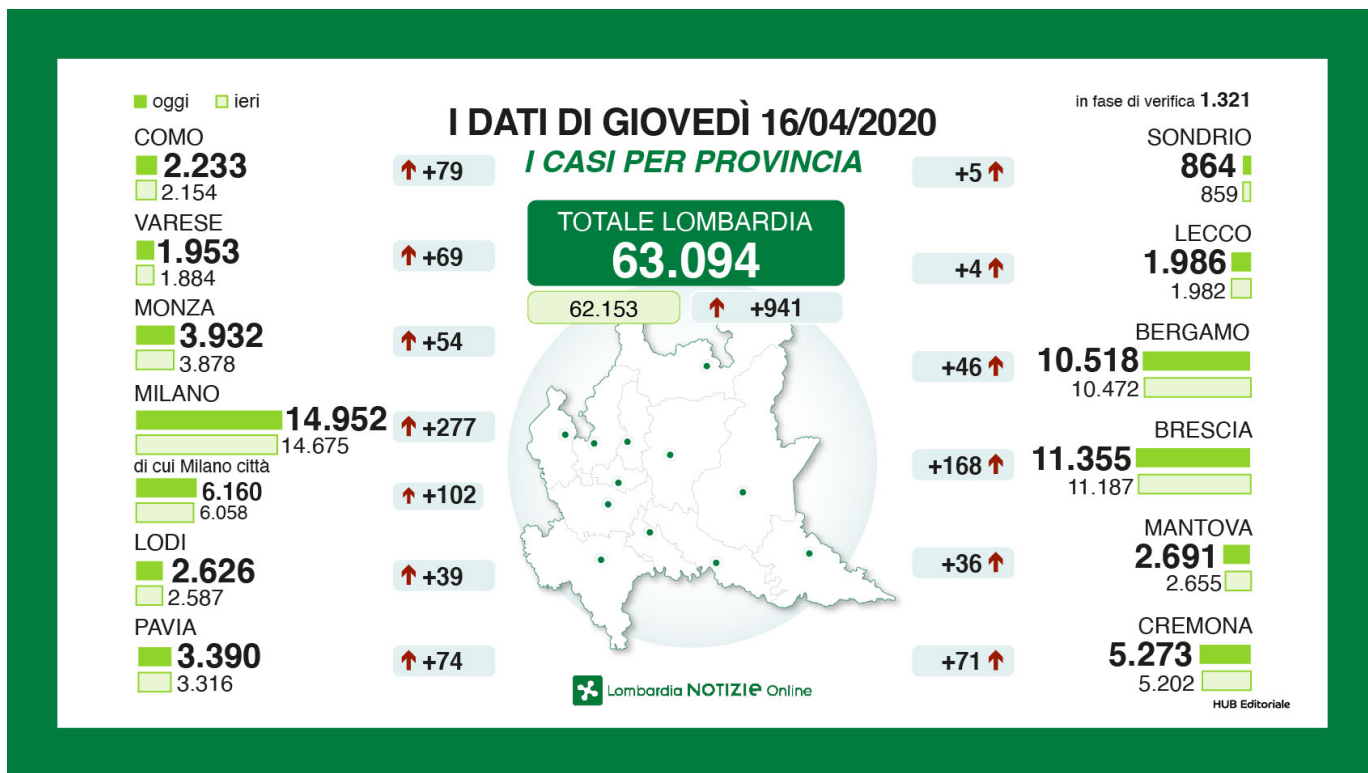 oggi ieri
I DATI DI GIOVEDÌ 16/04/2020
I CASI PER PROVINCIA
in fase di verifica 1.321
TOTALE LOMBARDIA
63.094
62.153 +941
COMO
2.233 +79
2.154
VARESE
1.953 +69
1.884
MONZA
3.932 +54
3.878
MILANO
14.952 +277
14.675
di cui Milano città
6.160 +102
6.058
LODI
2.626 +39
2.587
PAVIA
3.390 +74
3.316
SONDRIO
+5 864
859
LECCO
+4 1.986
1.982
BERGAMO
+46 10.518
10.472
BRESCIA
+168 11.355
11.187
MANTOVA
+36 2.691
2.655
CREMONA
+71 5.273
5.202
Lombardia NOTIZIE Online
HUB Editoriale